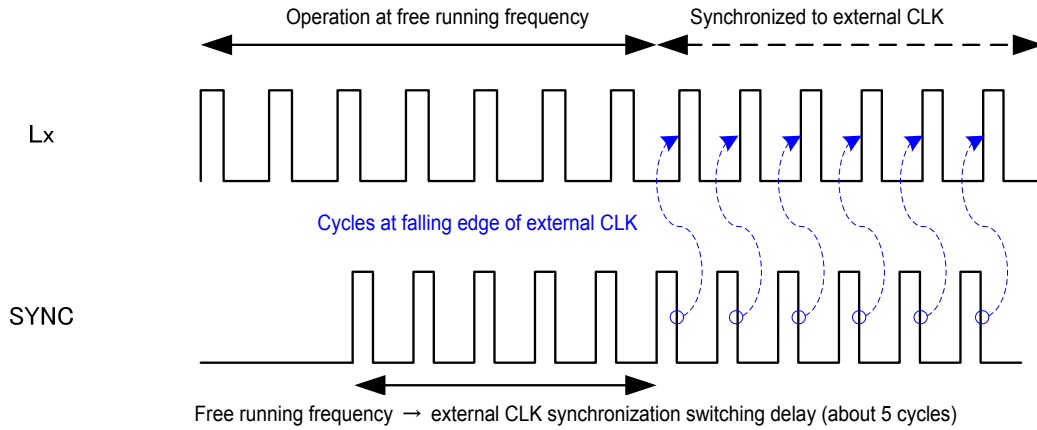 Operation at free running frequency
Synchronized to external CLK
Lx
Cycles at falling edge of external CLK
SYNC
Free running frequency → external CLK synchronization switching delay (about 5 cycles)